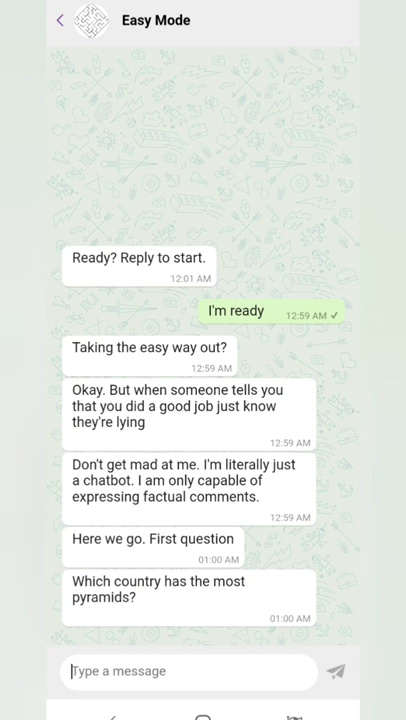 Easy Mode
Ready? Reply to start.
12:01 AM
I'm ready
12:59 AM ✓
Taking the easy way out?
12:59 AM
Okay. But when someone tells you
that you did a good job just know
they're lying
12:59 AM
Don't get mad at me. I'm literally just
a chatbot. I am only capable of
expressing factual comments.
12:59 AM
Here we go. First question
01:00 AM
Which country has the most
pyramids?
01:00 AM
Type a message